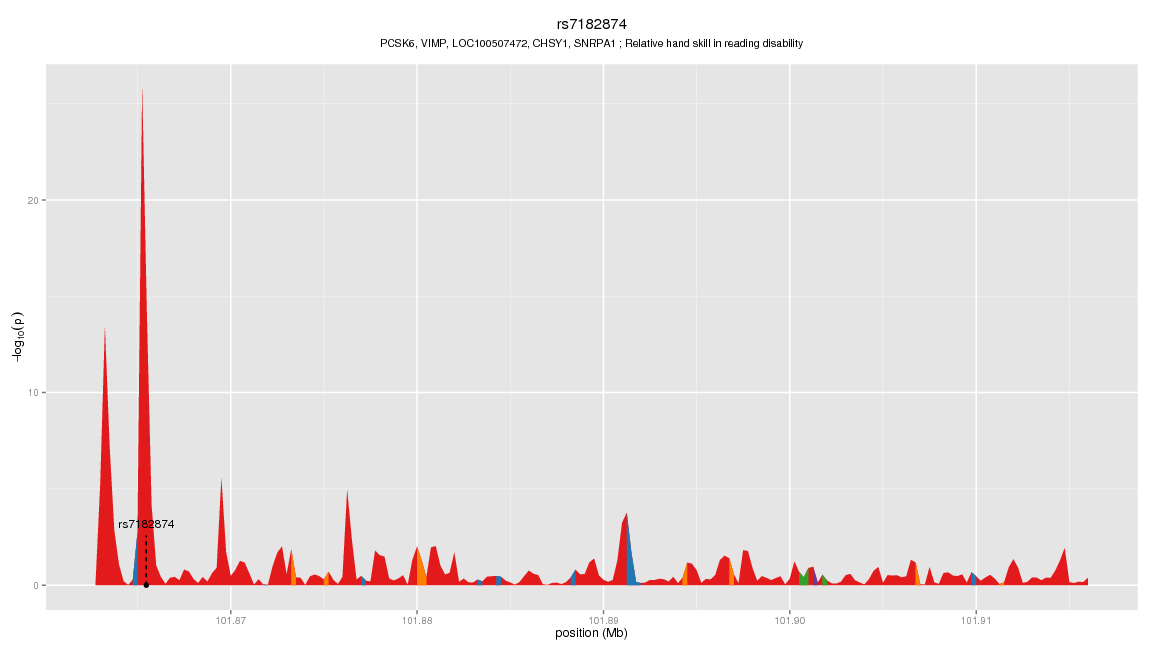 rs7182874
PCSK6, VIMP, LOC100507472, CHSY1, SNRPA1 ; Relative hand skill in reading disability
−log10(p)
20
10
0
rs7182874
101.87 101.88 101.89 101.90 101.91
position (Mb)